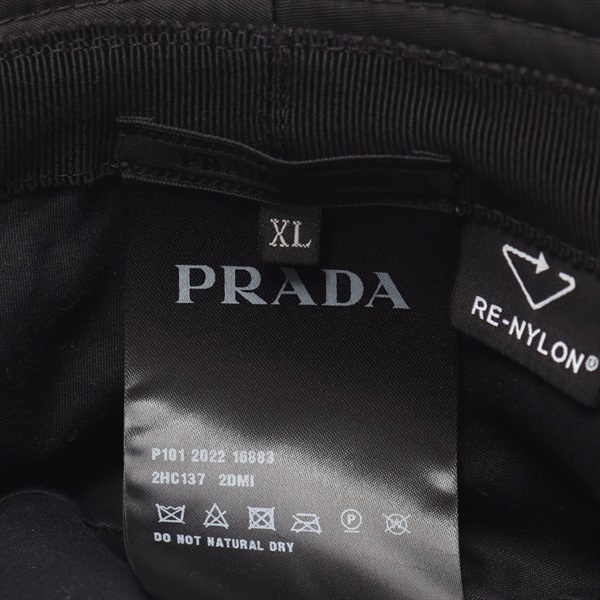 XL
PRADA
RE-NYLON®
P101 2022 16883
2HC137 2DMI
P
W
DO NOT NATURAL DRY